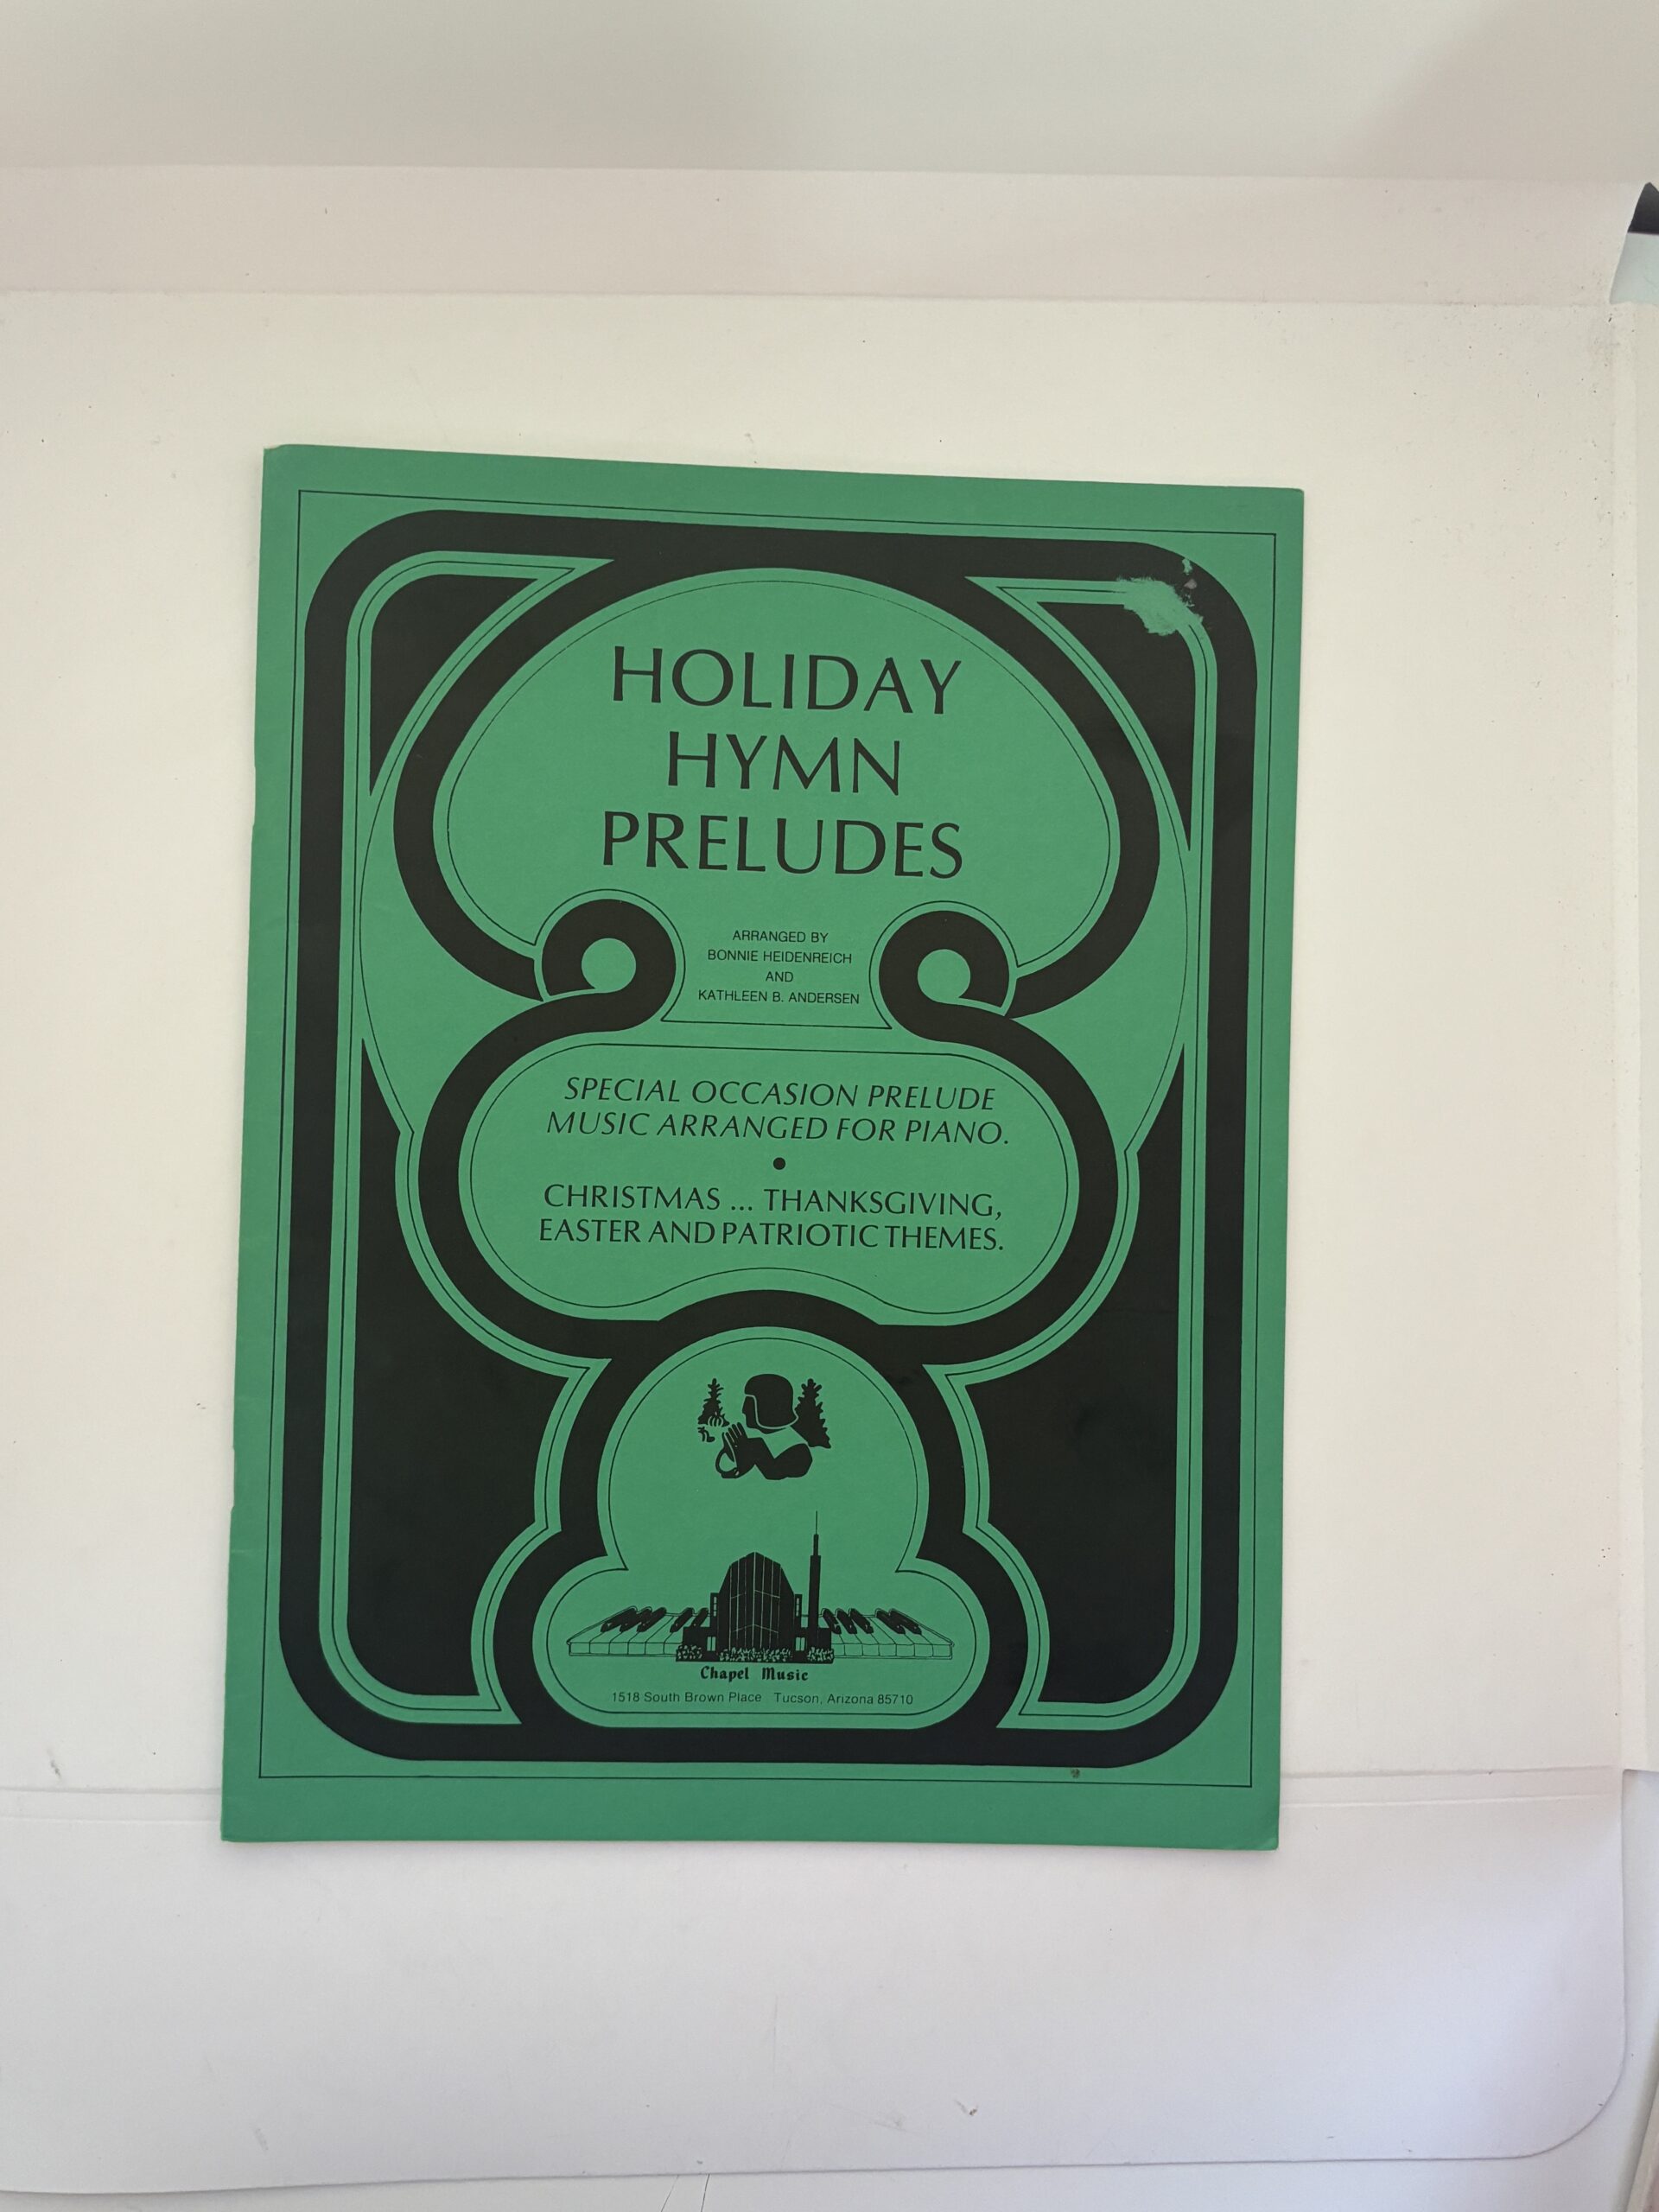 HOLIDAY
HYMN
PRELUDES
ARRANGED BY
BONNIE HEIDENREICH
AND
KATHLEEN B. ANDERSEN
SPECIAL OCCASION PRELUDE
MUSIC ARRANGED FOR PIANO.
•
CHRISTMAS ... THANKSGIVING,
EASTER AND PATRIOTIC THEMES.
Chapel Music
1518 South Brown Place Tucson, Arizona 85710